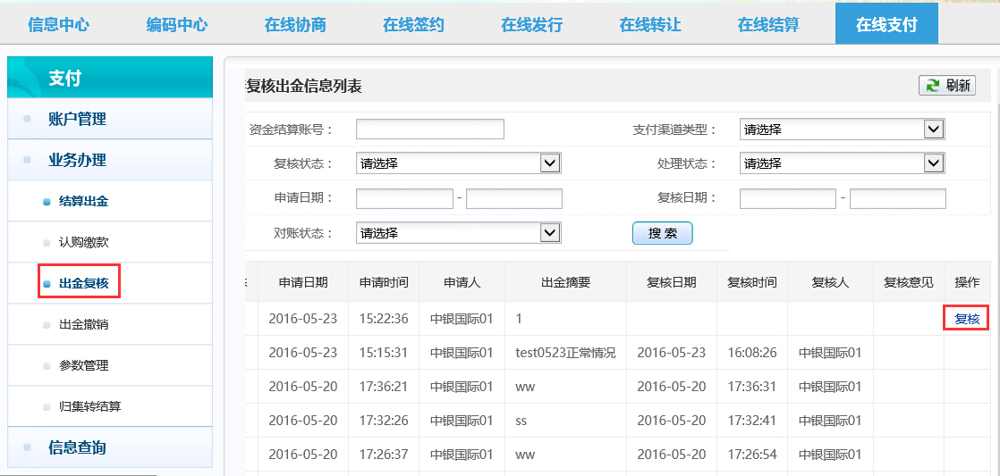 信息中心 编码中心 在线协商 在线签约 在线发行 在线转让 在线结算 在线支付
支付
账户管理
业务办理
结算出金
认购缴款
出金复核
出金撤销
参数管理
归集转结算
信息查询
复核出金信息列表 刷新
资金结算账号： 支付渠道类型： 请选择
复核状态： 请选择 处理状态： 请选择
申请日期： - 复核日期： -
对账状态： 请选择 搜 索
申请日期 申请时间 申请人 出金摘要 复核日期 复核时间 复核人 复核意见 操作
2016-05-23 15:22:36 中银国际01 1 复核
2016-05-23 15:15:31 中银国际01 test0523正常情况 2016-05-23 16:08:26 中银国际01
2016-05-20 17:36:21 中银国际01 ww 2016-05-20 17:36:31 中银国际01
2016-05-20 17:32:26 中银国际01 ss 2016-05-20 17:32:41 中银国际01
2016-05-20 17:26:37 中银国际01 ww 2016-05-20 17:26:54 中银国际01